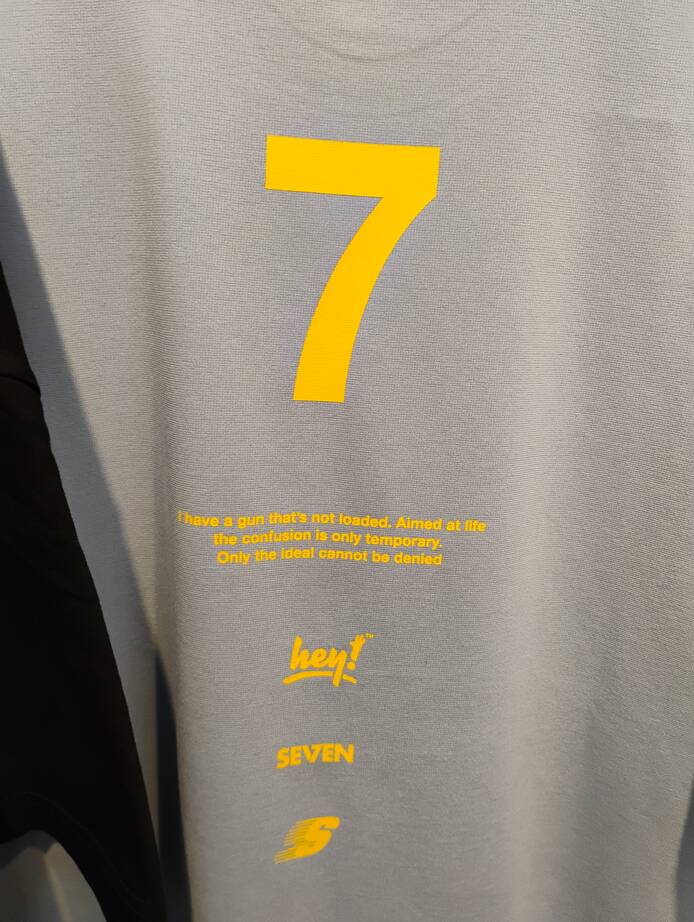 7
I have a gun that's not loaded. Aimed at life
the confusion is only temporary.
Only the ideal cannot be denied
hey!™
SEVEN
S